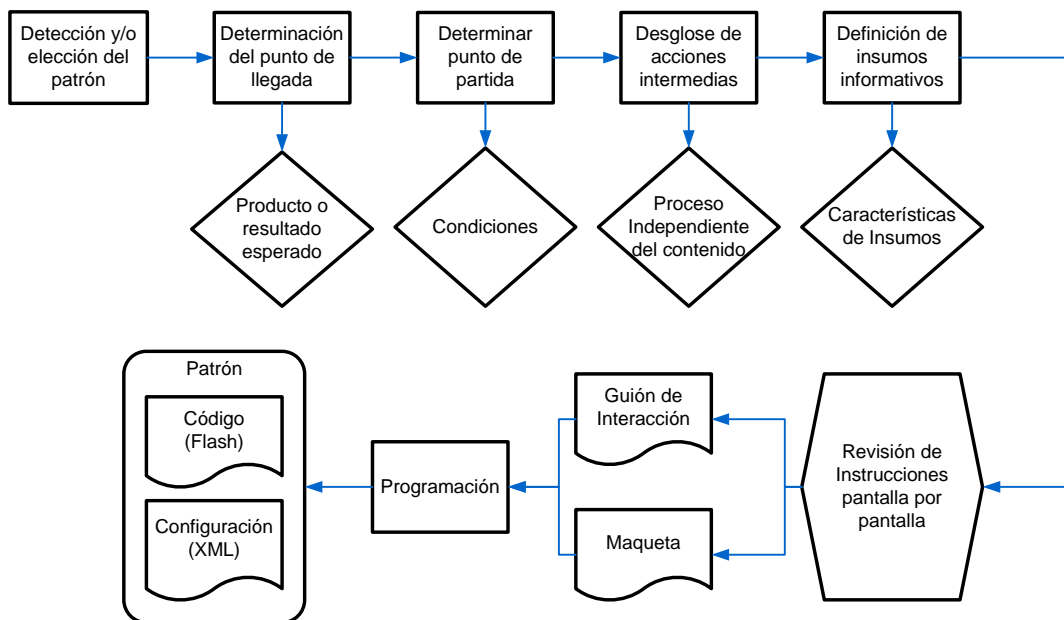 Detección y/o
elección del
patrón
Determinación
del punto de
llegada
Determinar
punto de
partida
Desglose de
acciones
intermedias
Definición de
insumos
informativos
Producto o
resultado
esperado
Condiciones
Proceso
Independiente
del contenido
Características
de Insumos
Patrón
Código
(Flash)
Configuración
(XML)
Programación
Guión de
Interacción
Maqueta
Revisión de
Instrucciones
pantalla por
pantalla